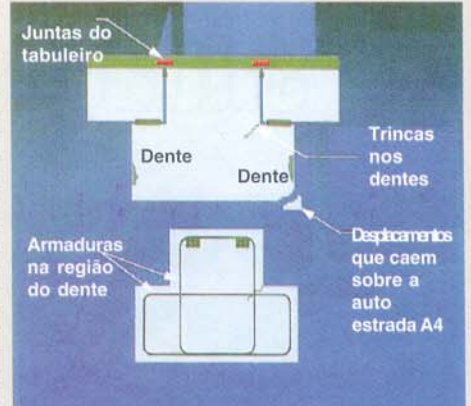 Juntas do
tabuleiro
Dente
Dente
Trincas
nos
dentes
Armaduras
na região
do dente
Desplacamentos
que caem
sobre a
auto
estrada A4